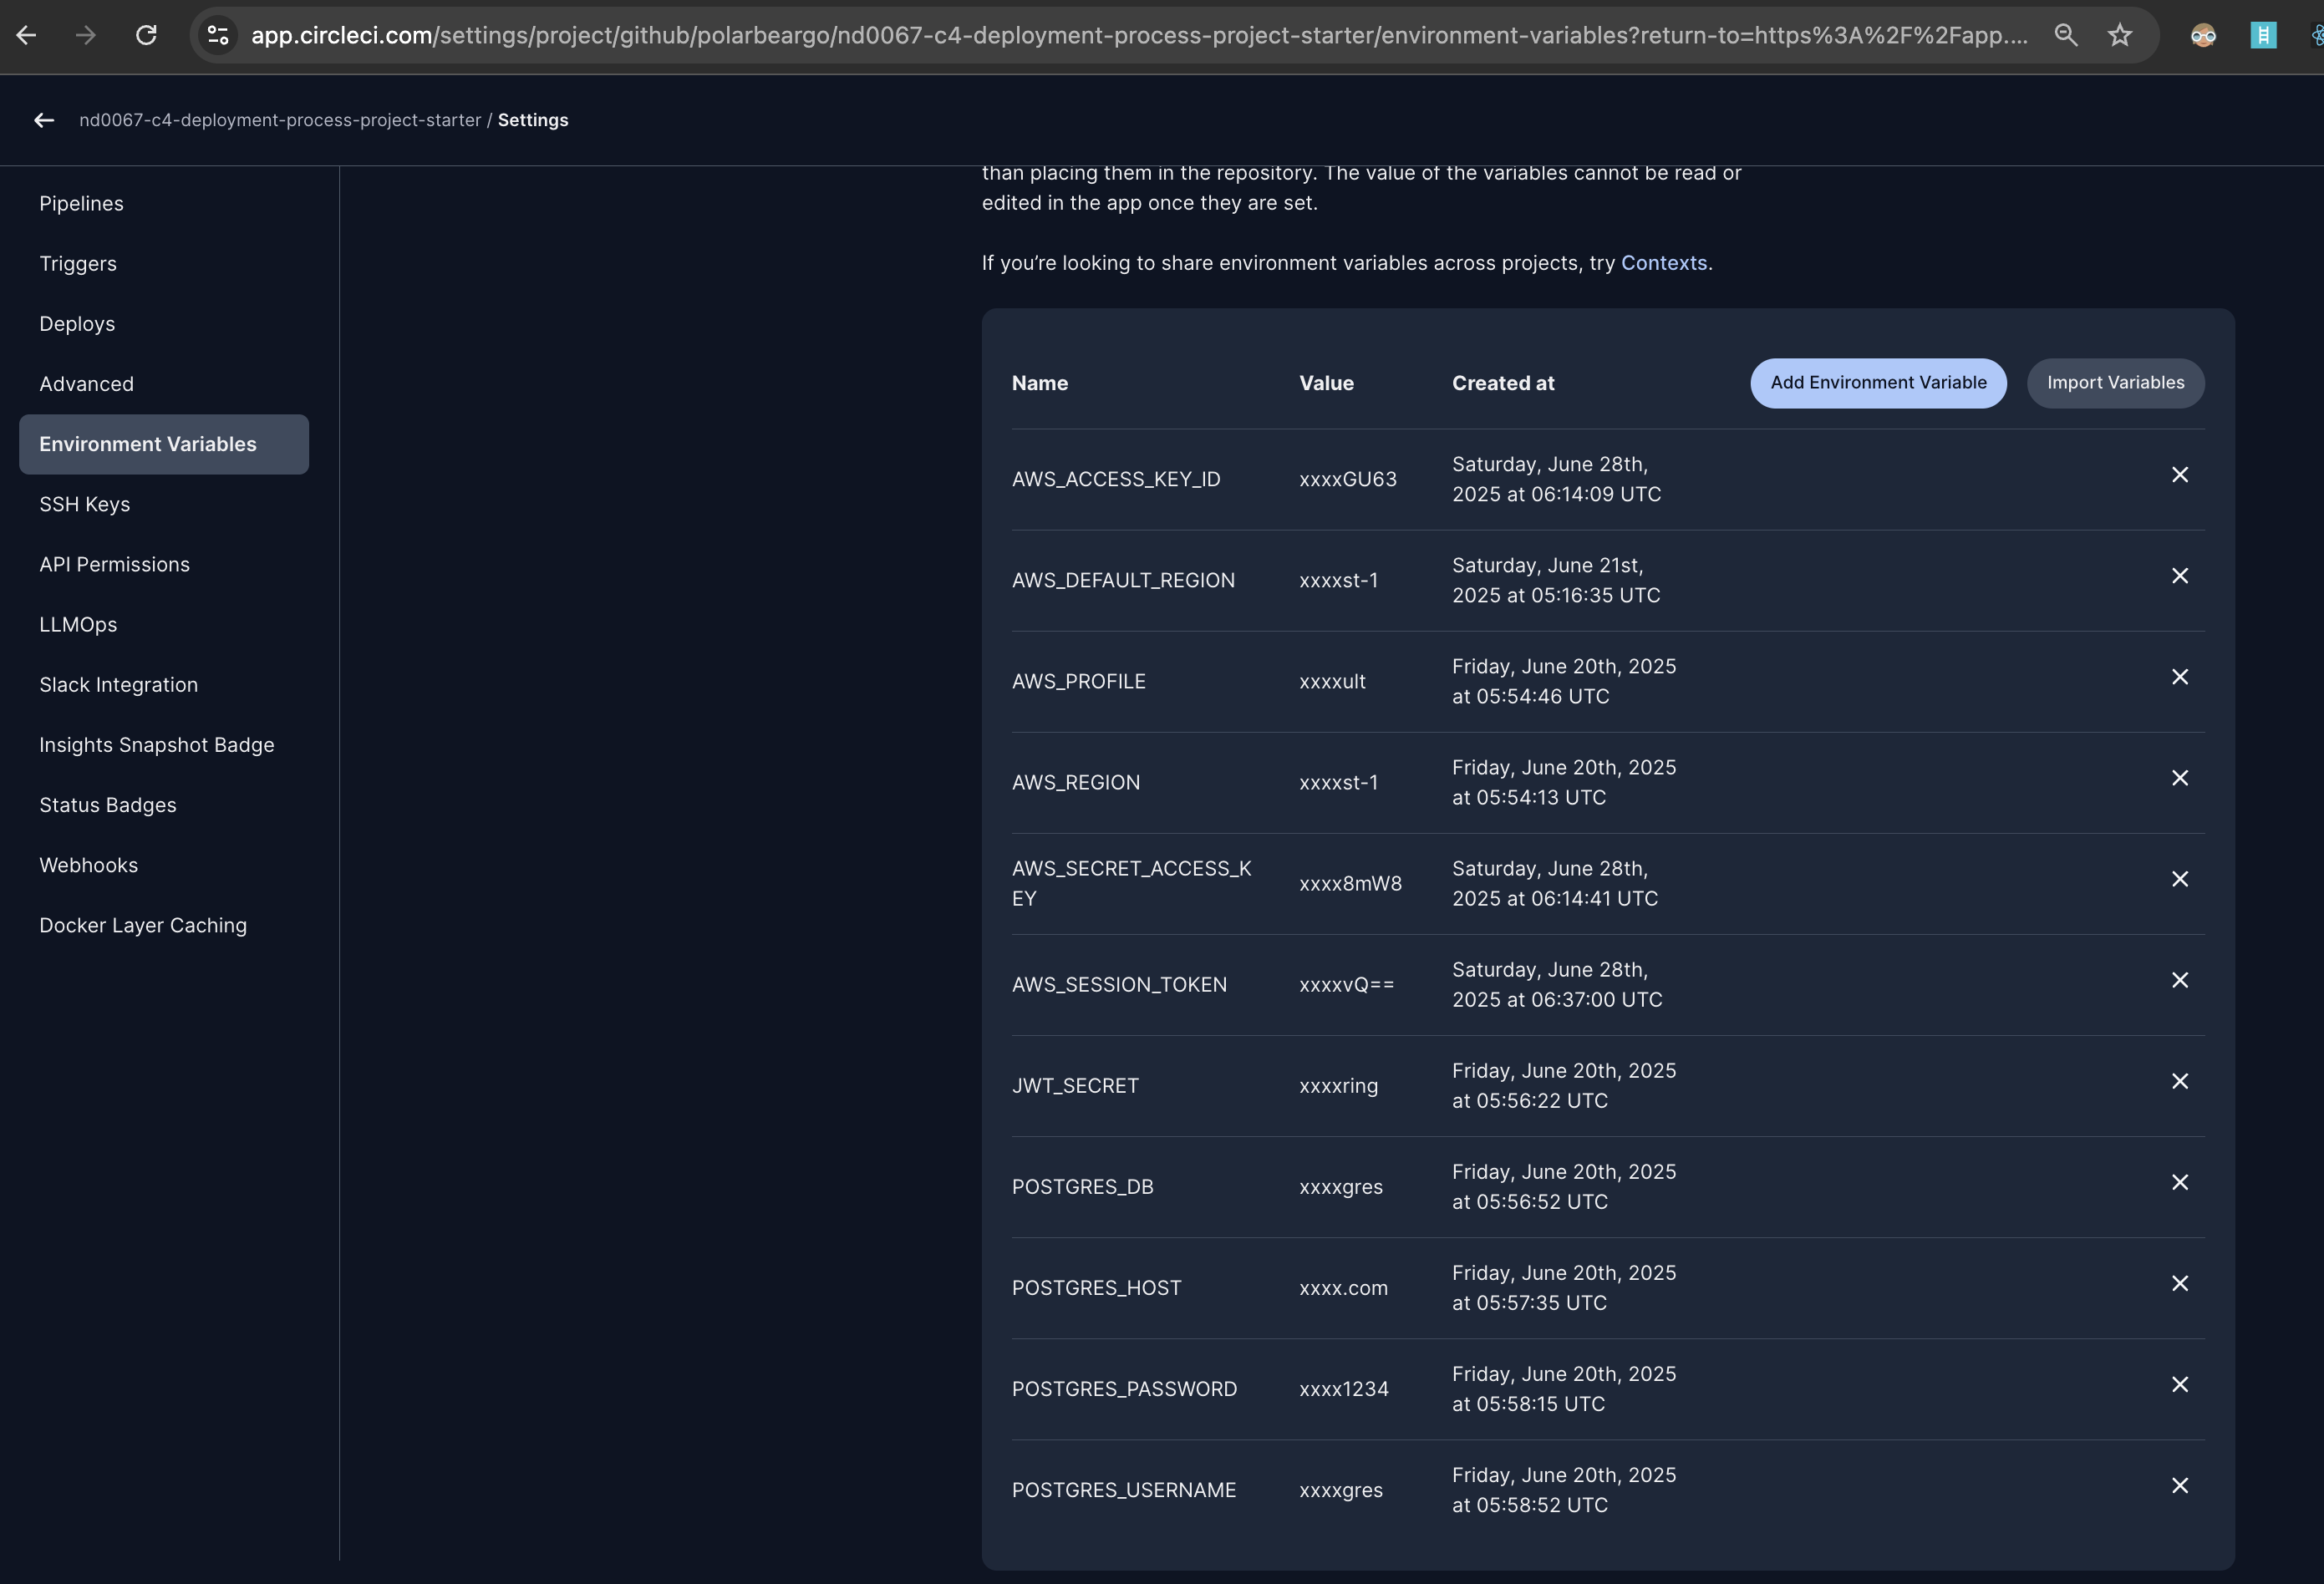 app.circleci.com/settings/project/github/polarbeargo/nd0067-c4-deployment-process-project-starter/environment-variables?return-to=https%3A%2F%2Fapp....
nd0067-c4-deployment-process-project-starter / Settings
Pipelines
Triggers
Deploys
Advanced
Environment Variables
SSH Keys
API Permissions
LLMOps
Slack Integration
Insights Snapshot Badge
Status Badges
Webhooks
Docker Layer Caching
than placing them in the repository. The value of the variables cannot be read or
edited in the app once they are set.
If you’re looking to share environment variables across projects, try Contexts.
Name Value Created at Add Environment Variable Import Variables
AWS_ACCESS_KEY_ID xxxxGU63 Saturday, June 28th,
2025 at 06:14:09 UTC
AWS_DEFAULT_REGION xxxxst-1 Saturday, June 21st,
2025 at 05:16:35 UTC
AWS_PROFILE xxxxult Friday, June 20th, 2025
at 05:54:46 UTC
AWS_REGION xxxxst-1 Friday, June 20th, 2025
at 05:54:13 UTC
AWS_SECRET_ACCESS_K
EY xxxx8mW8 Saturday, June 28th,
2025 at 06:14:41 UTC
AWS_SESSION_TOKEN xxxxvQ== Saturday, June 28th,
2025 at 06:37:00 UTC
JWT_SECRET xxxxring Friday, June 20th, 2025
at 05:56:22 UTC
POSTGRES_DB xxxxgres Friday, June 20th, 2025
at 05:56:52 UTC
POSTGRES_HOST xxxx.com Friday, June 20th, 2025
at 05:57:35 UTC
POSTGRES_PASSWORD xxxx1234 Friday, June 20th, 2025
at 05:58:15 UTC
POSTGRES_USERNAME xxxxgres Friday, June 20th, 2025
at 05:58:52 UTC